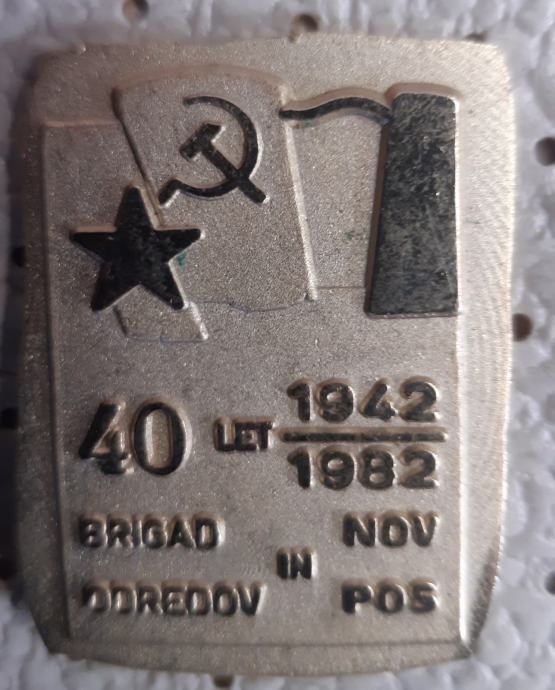 40 LET 1942
1982
BRIGAD IN NOV
ODREDOV POS